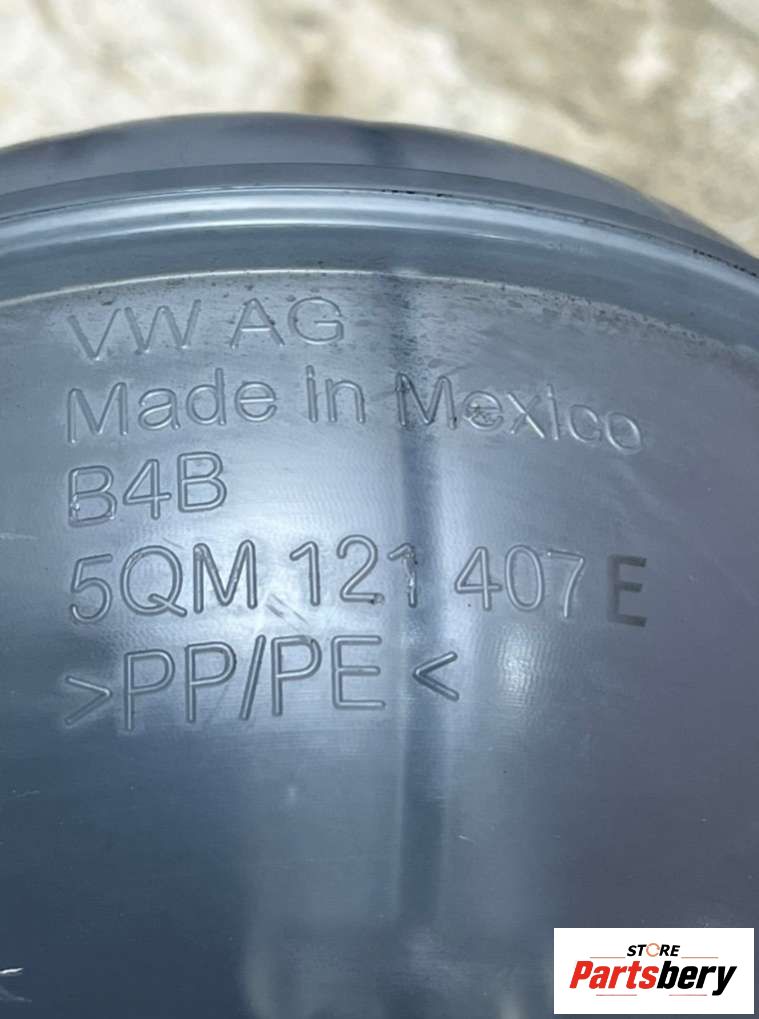 VW AG
Made in Mexico
B4B
5QM 121 407 E
>PP/PE<
STORE
Partsbery